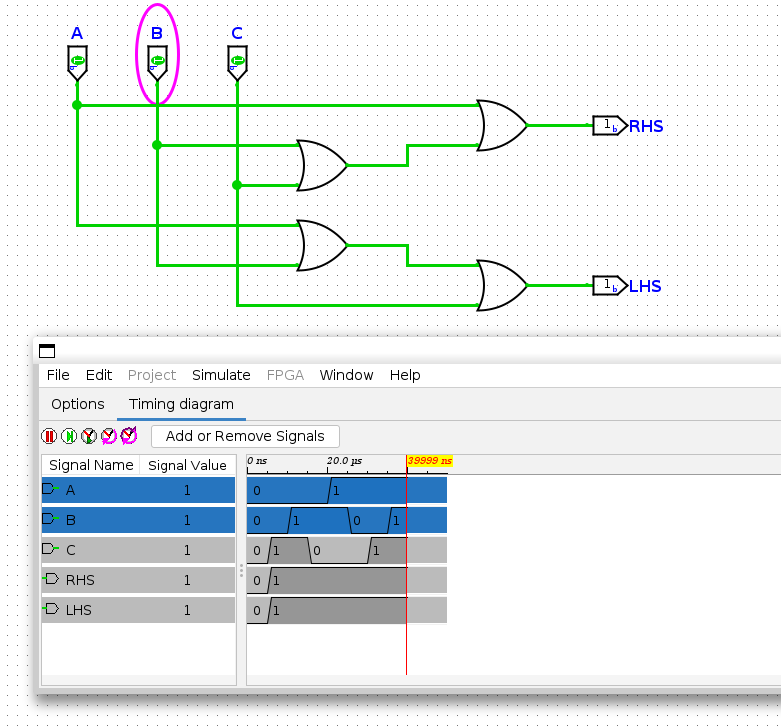 A B C
1b RHS
1b LHS
File Edit Project Simulate FPGA Window Help
Options Timing diagram
Add or Remove Signals
Signal Name Signal Value 0 ns 20.0 µs 39999 ns
A 1 0 1
B 1 0 1 0 1
C 1 0 1 0 1
RHS 1 0 1
LHS 1 0 1